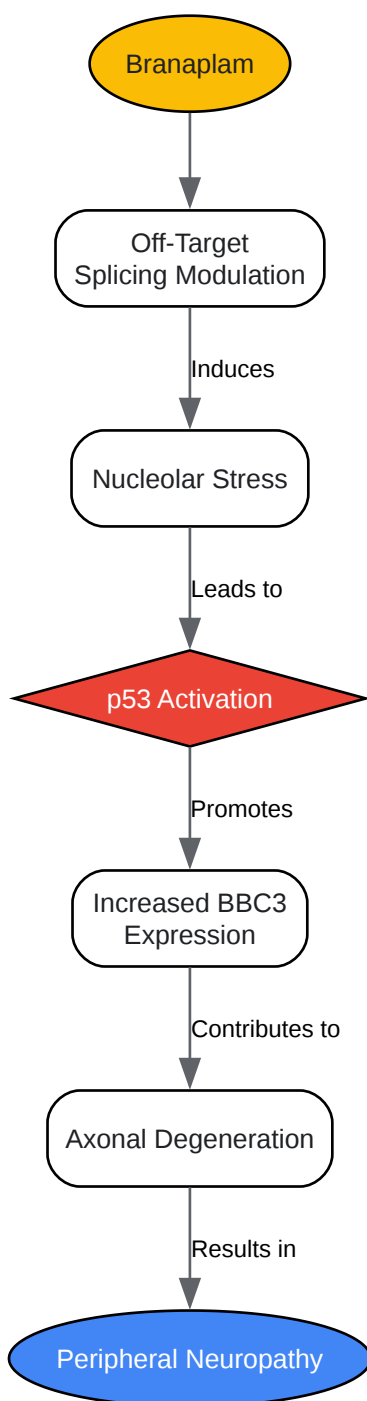 Branaplam
Off-Target
Splicing Modulation
Induces
Nucleolar Stress
Leads to
p53 Activation
Promotes
Increased BBC3
Expression
Contributes to
Axonal Degeneration
Results in
Peripheral Neuropathy